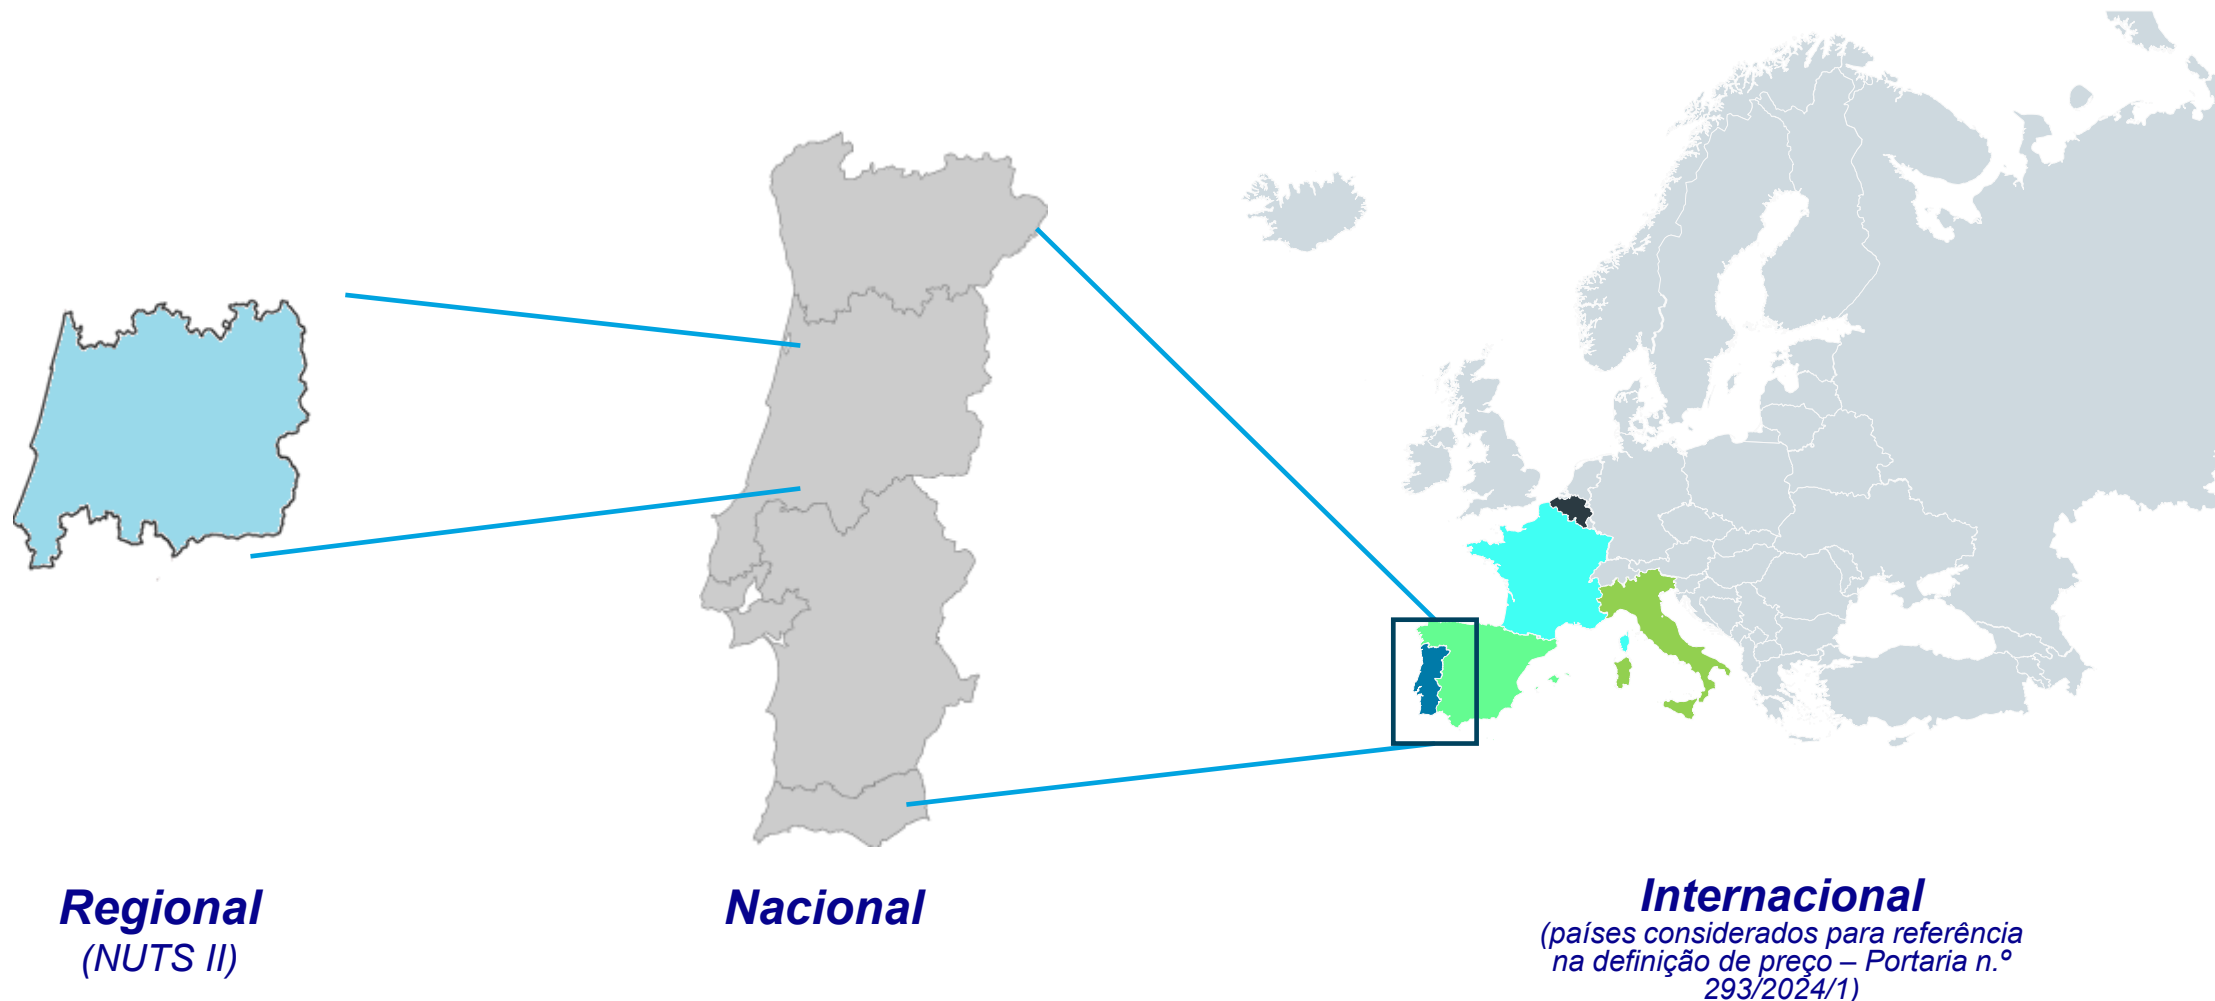 Regional
(NUTS II)
Nacional
Internacional
(países considerados para referência
na definição de preço – Portaria n.º
293/2024/1)